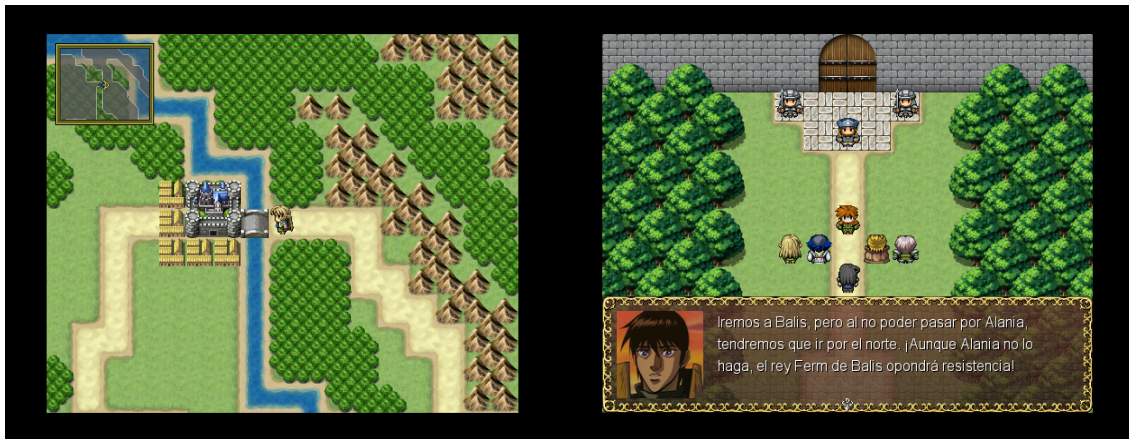 Iremos a Balis, pero al no poder pasar por Alania,
tendremos que ir por el norte. ¡Aunque Alania no lo
haga, el rey Ferm de Balis opondrá resistencia!